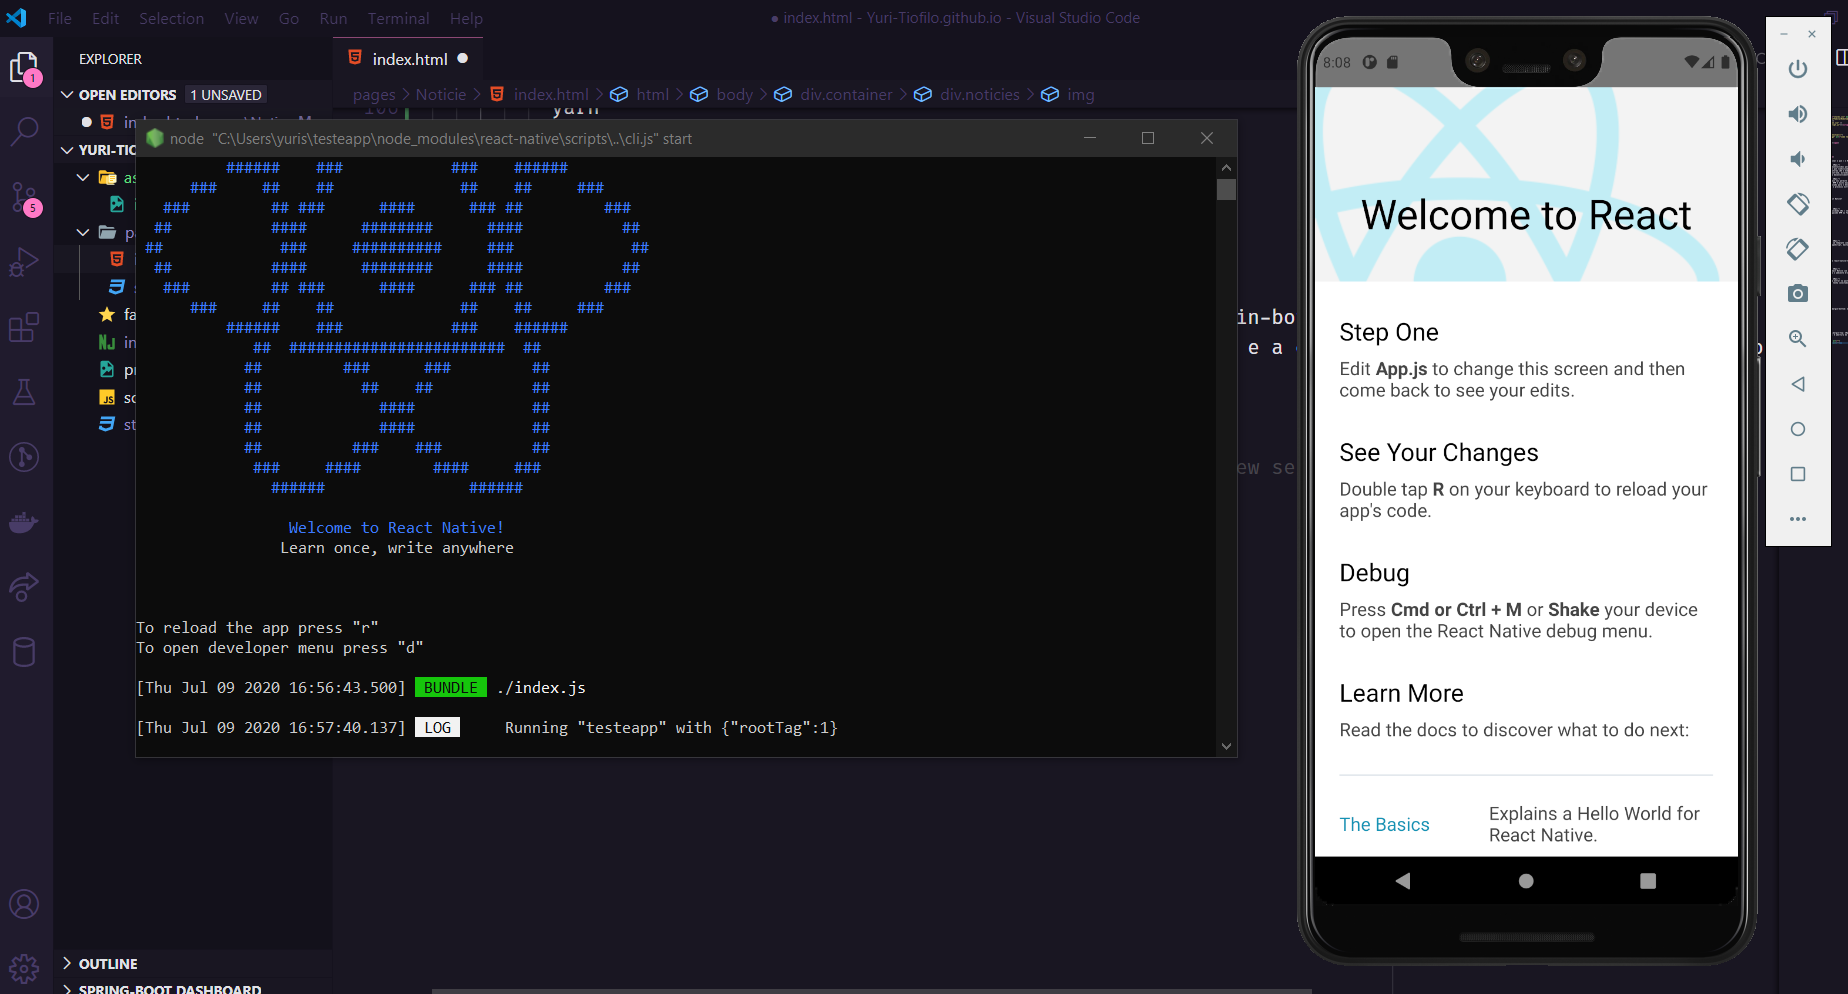 File Edit Selection View Go Run Terminal Help
● index.html - Yuri-Tiofilo.github.io - Visual Studio Code
EXPLORER
index.html
OPEN EDITORS 1 UNSAVED
pages > Noticie > index.html > html > body > div.container > div.noticies > img
yarn
YURI-TIO
as
in
pr
sc
st
1
5
node "C:\Users\yuris\testeapp\node_modules\react-native\scripts\..\cli.js" start
###### ### ### ######
### ## ## ## ## ###
### ## ### #### ### ## ###
## #### ######## #### ##
## ### ########## ### ##
## #### ######## #### ##
### ## ### #### ### ## ###
### ## ## ## ## ###
###### ### ### ######
## ######################## ##
## ### ### ##
## ## ## ##
## #### ##
## #### ##
## ### ### ##
### #### #### ###
###### ######
Welcome to React Native!
Learn once, write anywhere
To reload the app press "r"
To open developer menu press "d"
[Thu Jul 09 2020 16:56:43.500] BUNDLE ./index.js
[Thu Jul 09 2020 16:57:40.137] LOG Running "testeapp" with {"rootTag":1}
in-bo
e a
ew se
OUTLINE
SPRING-BOOT DASHBOARD
8:08
Welcome to React
Step One
Edit App.js to change this screen and then
come back to see your edits.
See Your Changes
Double tap R on your keyboard to reload your
app's code.
Debug
Press Cmd or Ctrl + M or Shake your device
to open the React Native debug menu.
Learn More
Read the docs to discover what to do next:
The Basics
Explains a Hello World for
React Native.